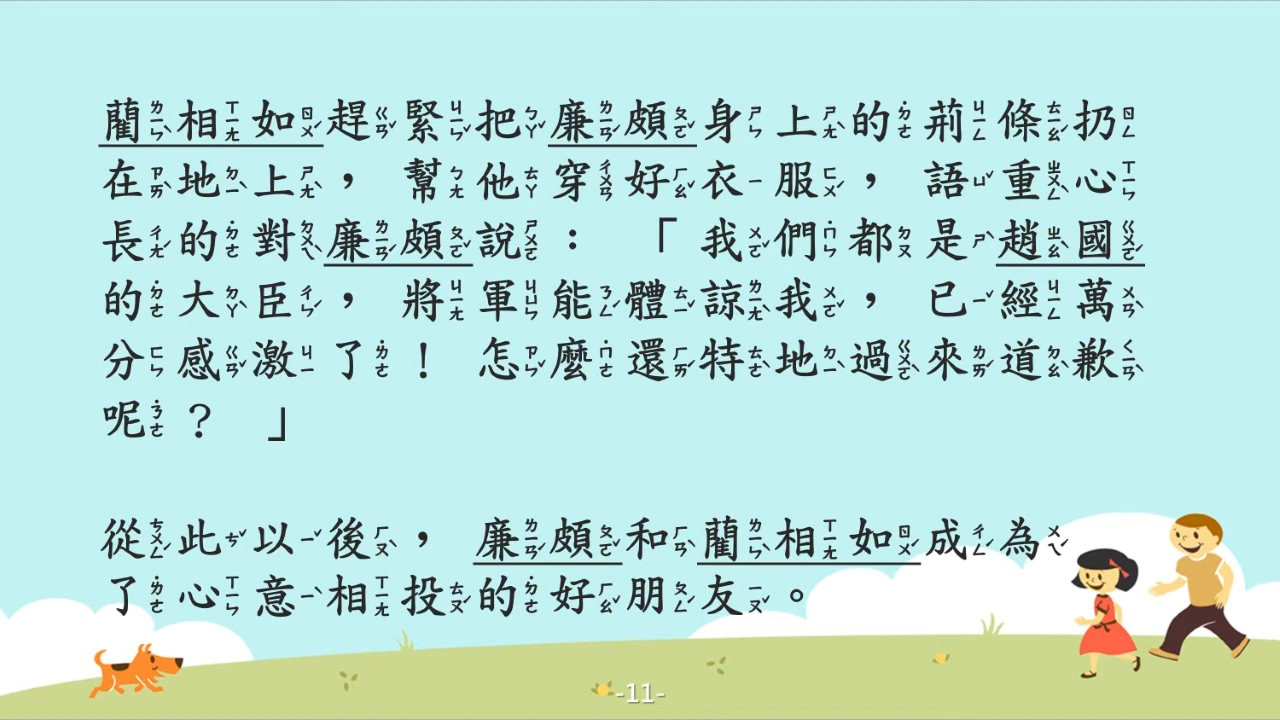 藺相如趕緊把廉頗身上的荊條扔
在地上，幫他穿好衣服，語重心
長的對廉頗說：「我們都是趙國
的大臣，將軍能體諒我，已經萬
分感激了！怎麼還特地過來道歉
呢？」
從此以後，廉頗和藺相如成為
了心意相投的好朋友。
-11-